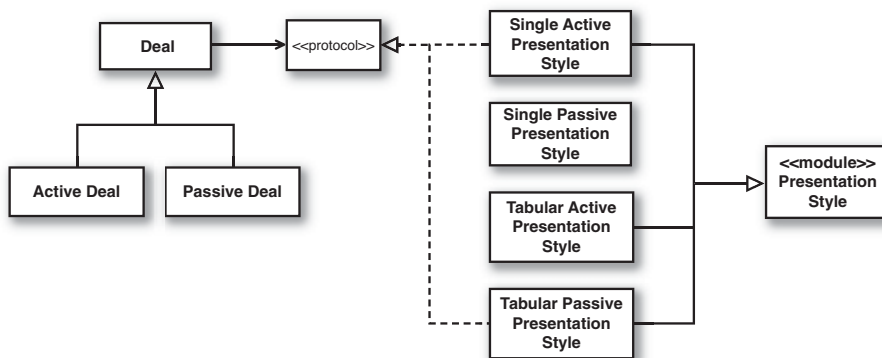 Deal
<<protocol>>
Single Active
Presentation
Style
Single Passive
Presentation
Style
<<module>>
Presentation
Style
Active Deal
Passive Deal
Tabular Active
Presentation
Style
Tabular Passive
Presentation
Style